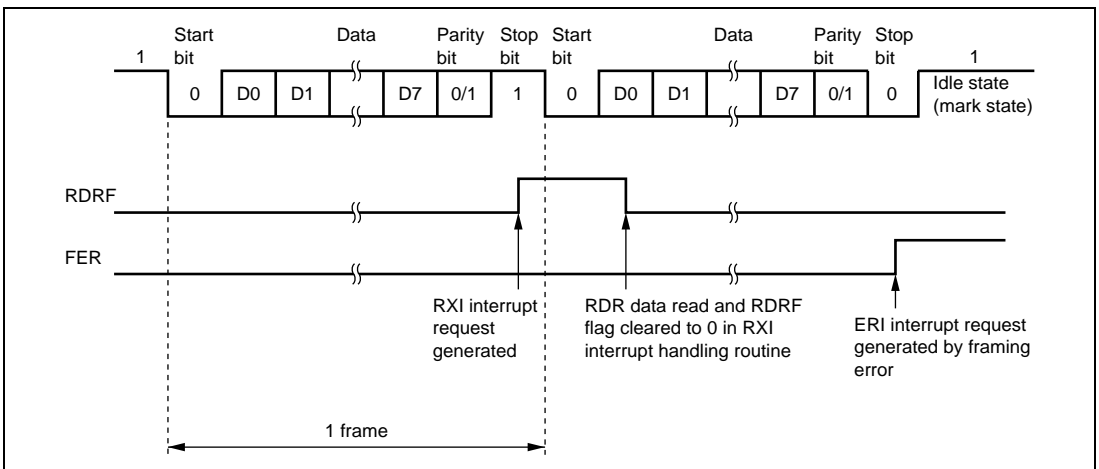 Start bit
Data
Parity bit
Stop bit
Start bit
Data
Parity bit
Stop bit
1
1
0
D0
D1
D7
0/1
1
0
D0
D1
D7
0/1
0
Idle state
(mark state)
RDRF
FER
RXI interrupt
request
generated
RDR data read and RDRF
flag cleared to 0 in RXI
interrupt handling routine
ERI interrupt request
generated by framing
error
1 frame